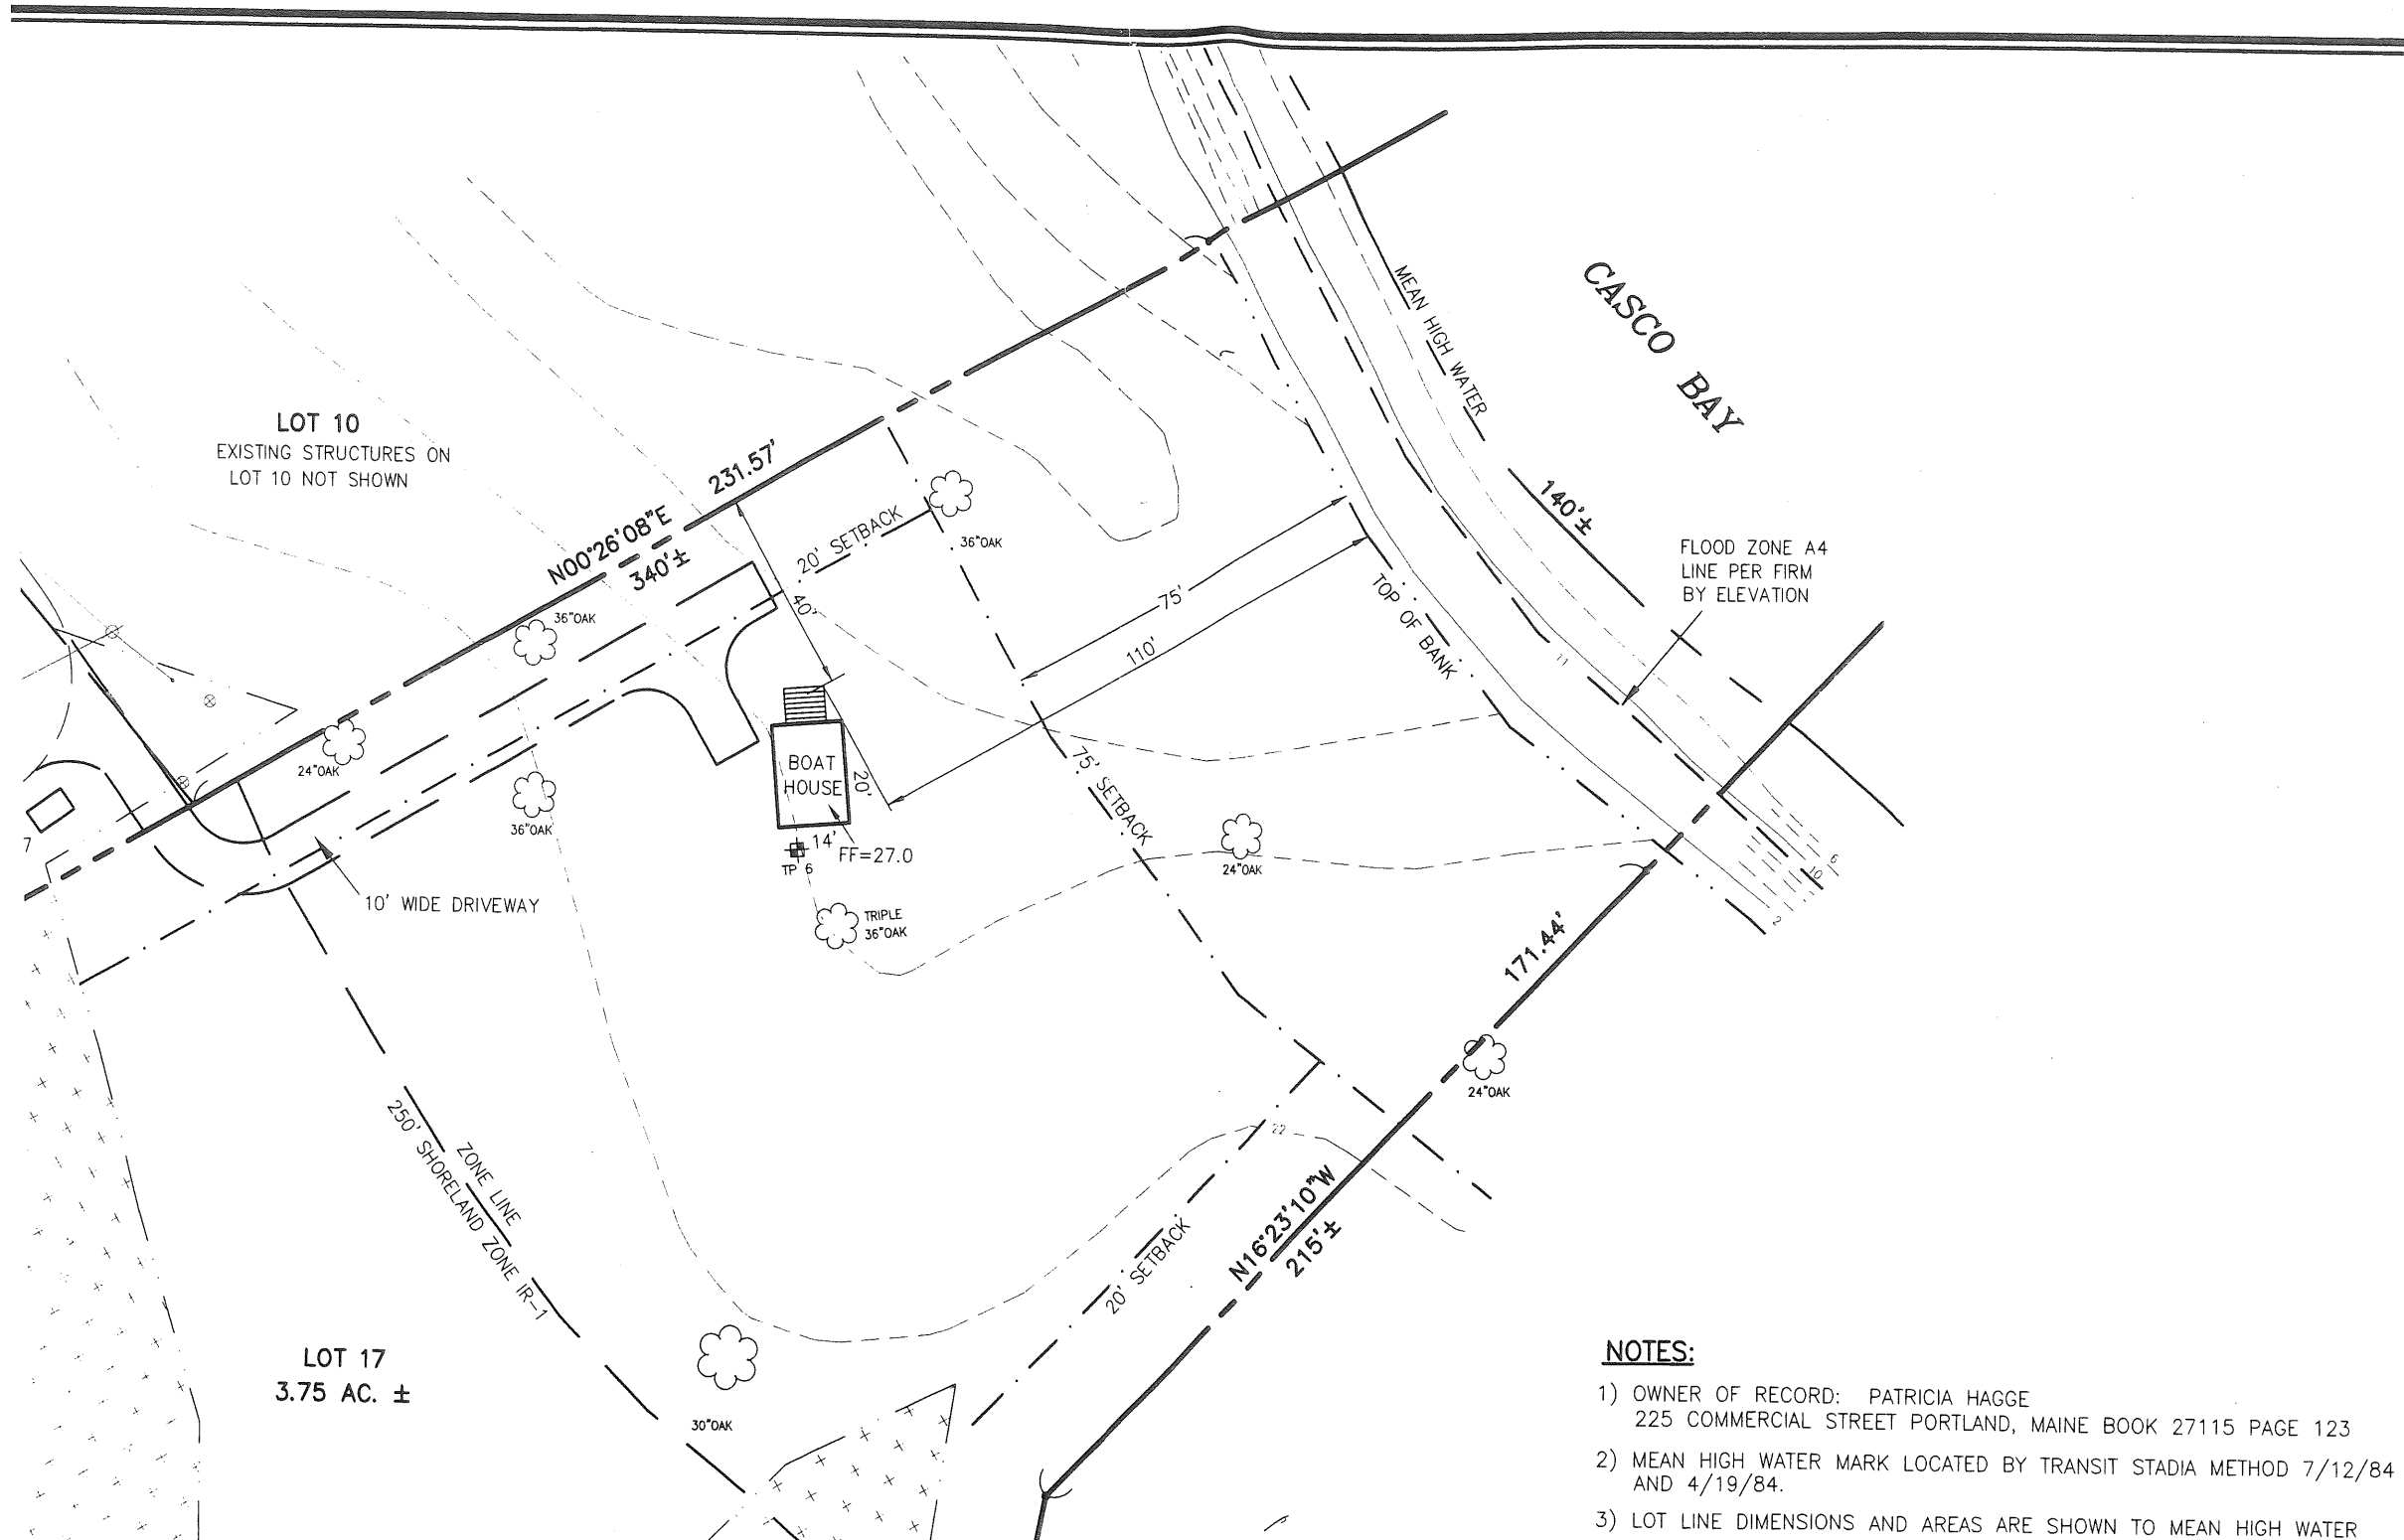 CASCO BAY
MEAN HIGH WATER
140'±
LOT 10
EXISTING STRUCTURES ON
LOT 10 NOT SHOWN
231.57'
N00°26'08"E
340'±
20' SETBACK
36"OAK
36"OAK
40'
75'
110'
TOP OF BANK
FLOOD ZONE A4
LINE PER FIRM
BY ELEVATION
11
24"OAK
36"OAK
BOAT
HOUSE
20'
14'
FF=27.0
TP 6
75' SETBACK
24"OAK
7
10' WIDE DRIVEWAY
TRIPLE
36"OAK
6
10
2
171.44'
24"OAK
22
ZONE LINE
250' SHORELAND ZONE IR-1
20' SETBACK
N16°23'10"W
215'±
LOT 17
3.75 AC. ±
30"OAK
NOTES:
1) OWNER OF RECORD: PATRICIA HAGGE
225 COMMERCIAL STREET PORTLAND, MAINE BOOK 27115 PAGE 123
2) MEAN HIGH WATER MARK LOCATED BY TRANSIT STADIA METHOD 7/12/84
AND 4/19/84.
3) LOT LINE DIMENSIONS AND AREAS ARE SHOWN TO MEAN HIGH WATER